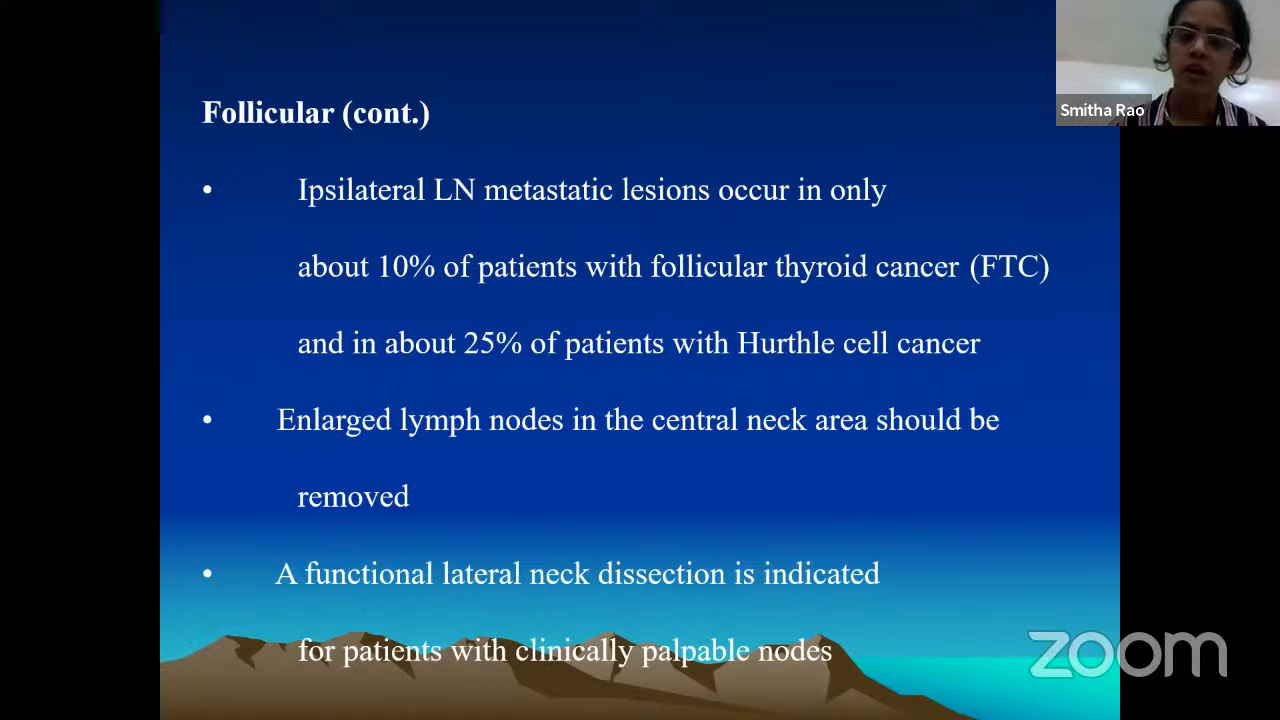 Follicular (cont.)
• Ipsilateral LN metastatic lesions occur in only
about 10% of patients with follicular thyroid cancer (FTC)
and in about 25% of patients with Hurthle cell cancer
• Enlarged lymph nodes in the central neck area should be
removed
• A functional lateral neck dissection is indicated
for patients with clinically palpable nodes
Smitha Rao
zoom